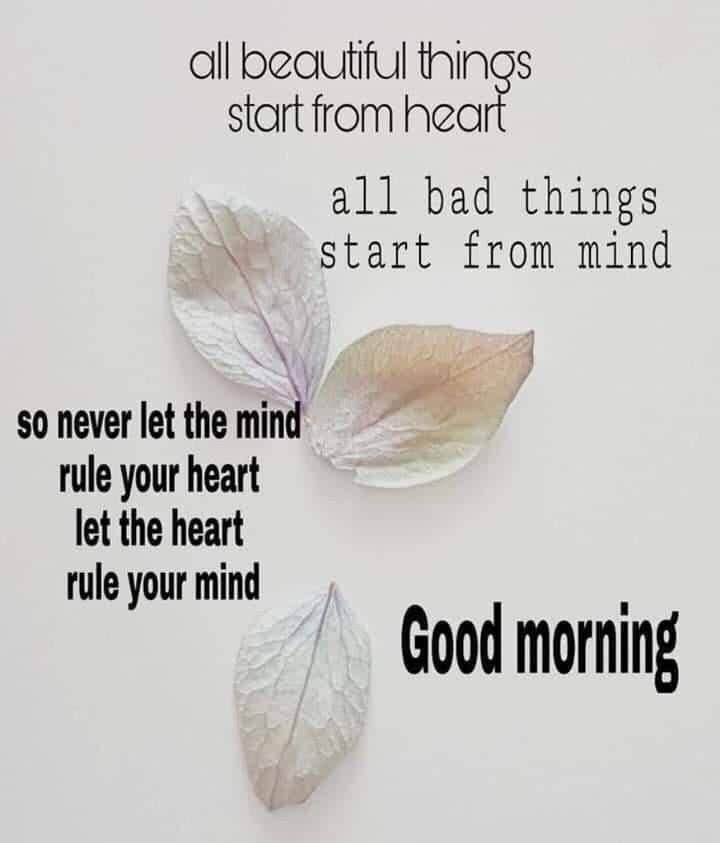 all beautiful things
start from heart
all bad things
start from mind
so never let the mind
rule your heart
let the heart
rule your mind
Good morning